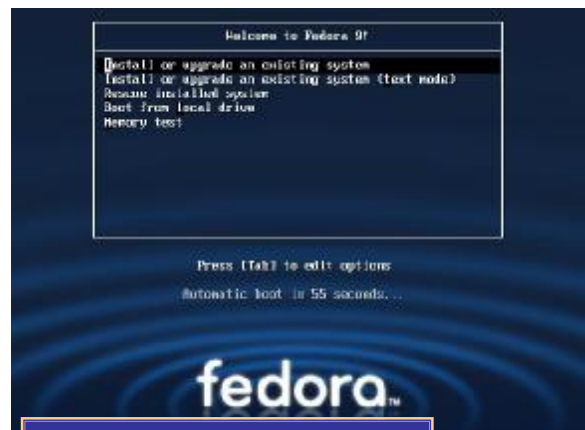 Welcome to Fedora 9!
Install or upgrade an existing system
Install or upgrade an existing system (text mode)
Rescue installed system
Boot from local drive
Memory test
Press [Tab] to edit options
Automatic boot in 55 seconds...
fedora™